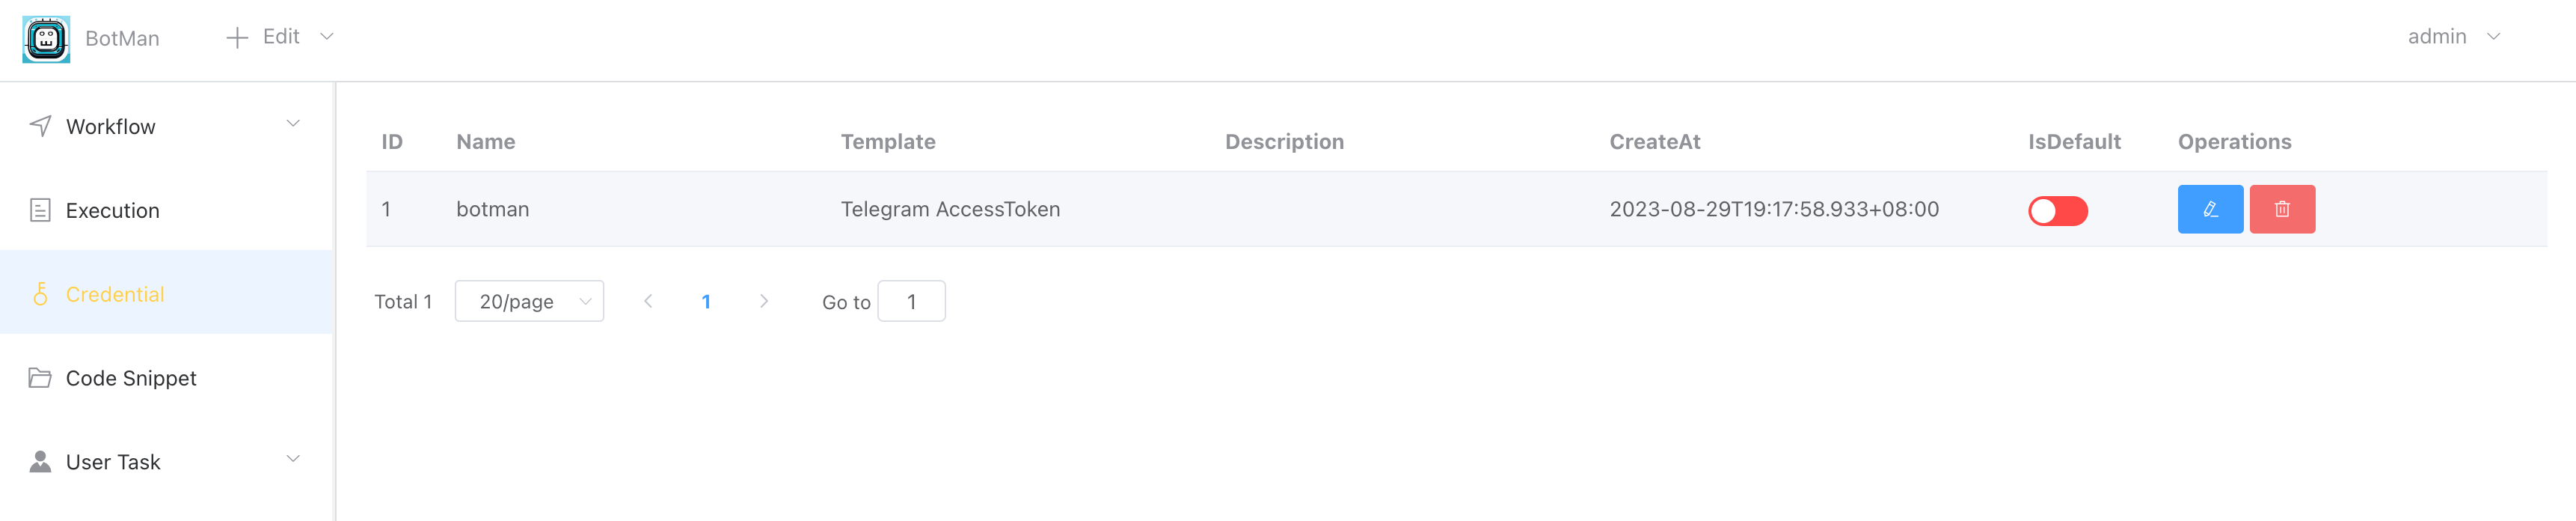 BotMan
Edit
admin
Workflow
Execution
Credential
Code Snippet
User Task
ID Name Template Description CreateAt IsDefault Operations
1 botman Telegram AccessToken 2023-08-29T19:17:58.933+08:00
Total 1 20/page 1 Go to 1